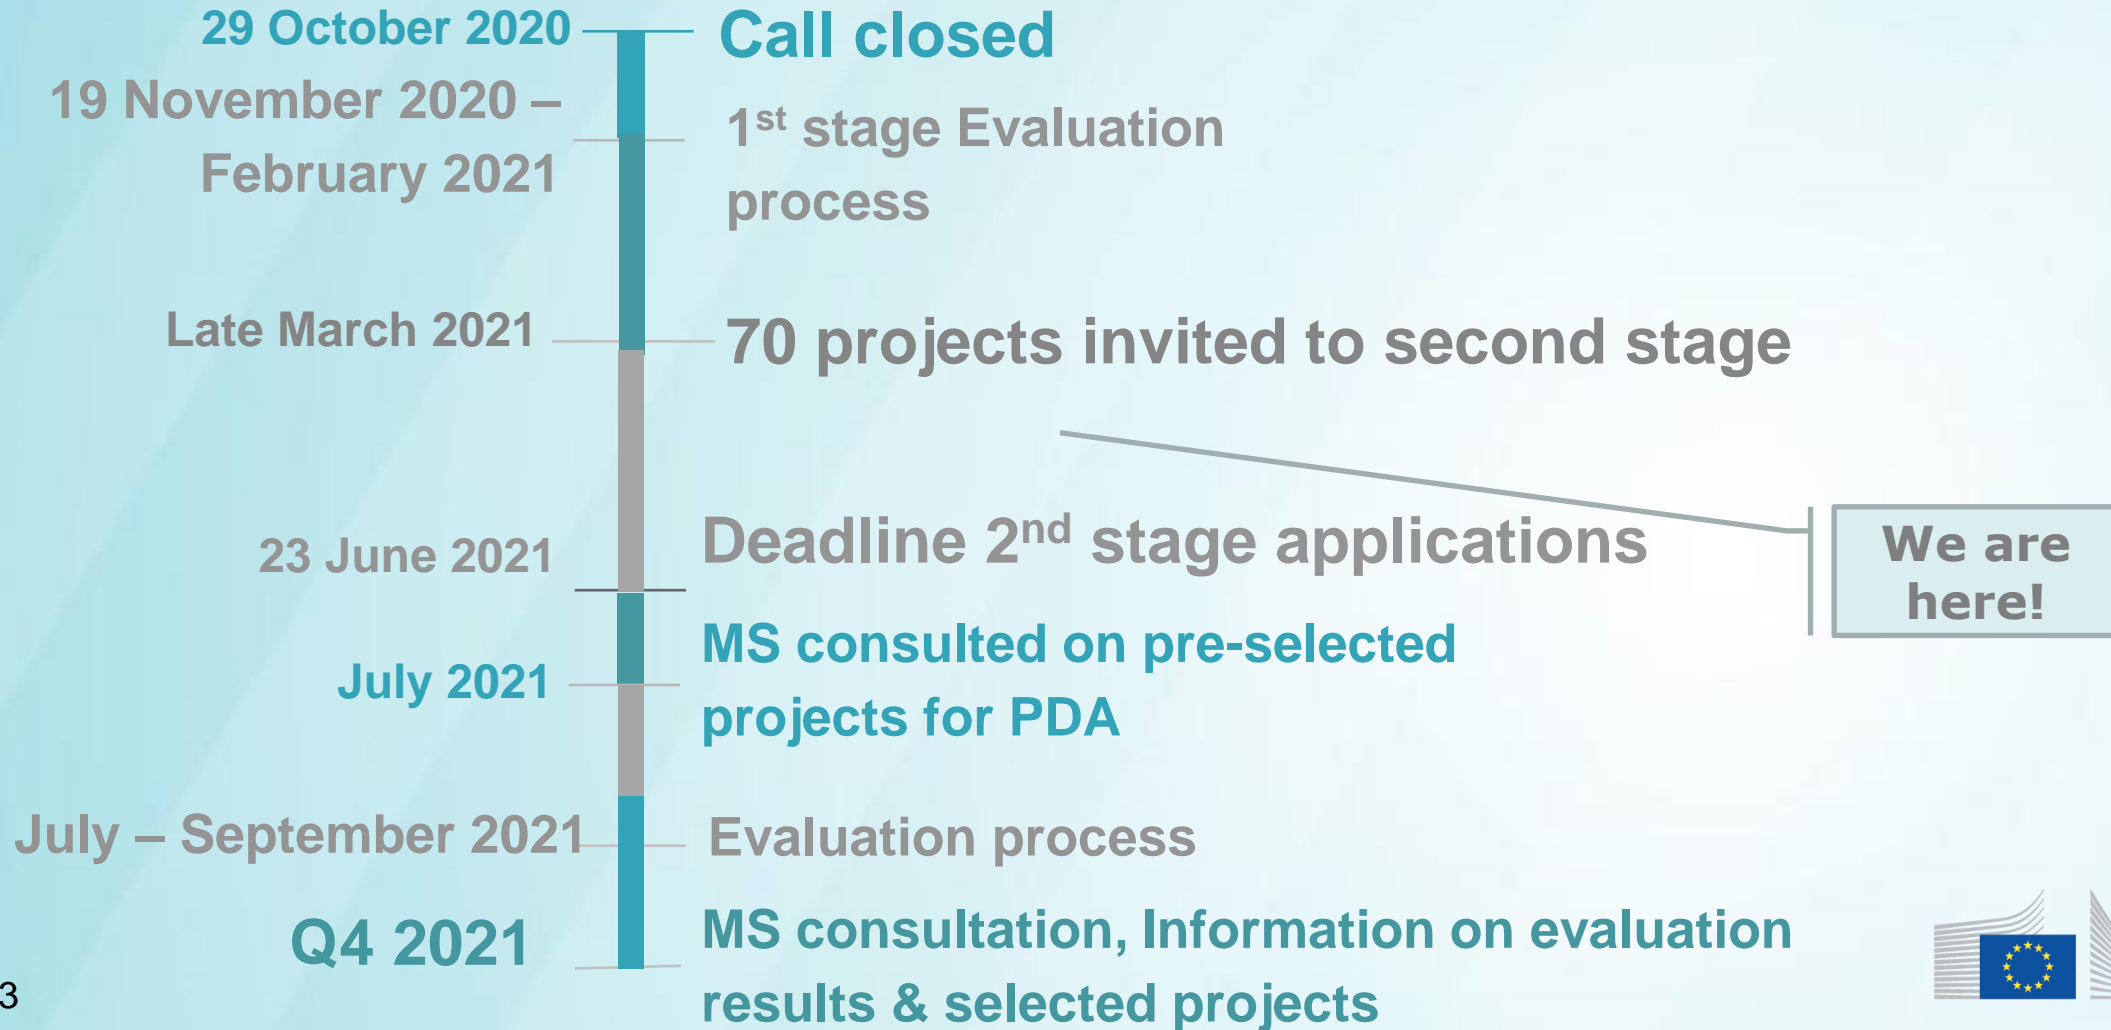 29 October 2020
Call closed
19 November 2020 –
February 2021
1st stage Evaluation
process
Late March 2021
70 projects invited to second stage
We are
here!
23 June 2021
Deadline 2nd stage applications
July 2021
MS consulted on pre-selected
projects for PDA
July – September 2021
Evaluation process
Q4 2021
MS consultation, Information on evaluation
results & selected projects
3